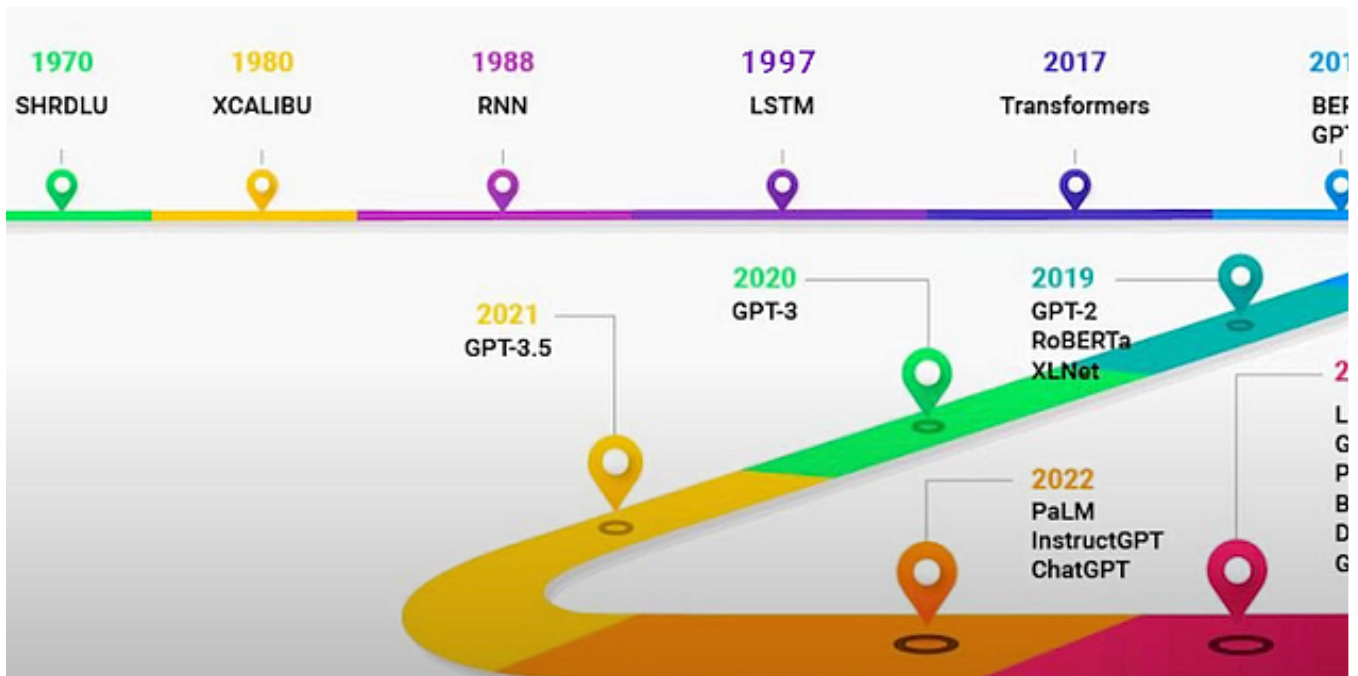 1970
SHRDLU
1980
XCALIBU
1988
RNN
1997
LSTM
2017
Transformers
2020
GPT-3
2019
GPT-2
RoBERTa
XLNet
2021
GPT-3.5
2022
PaLM
InstructGPT
ChatGPT